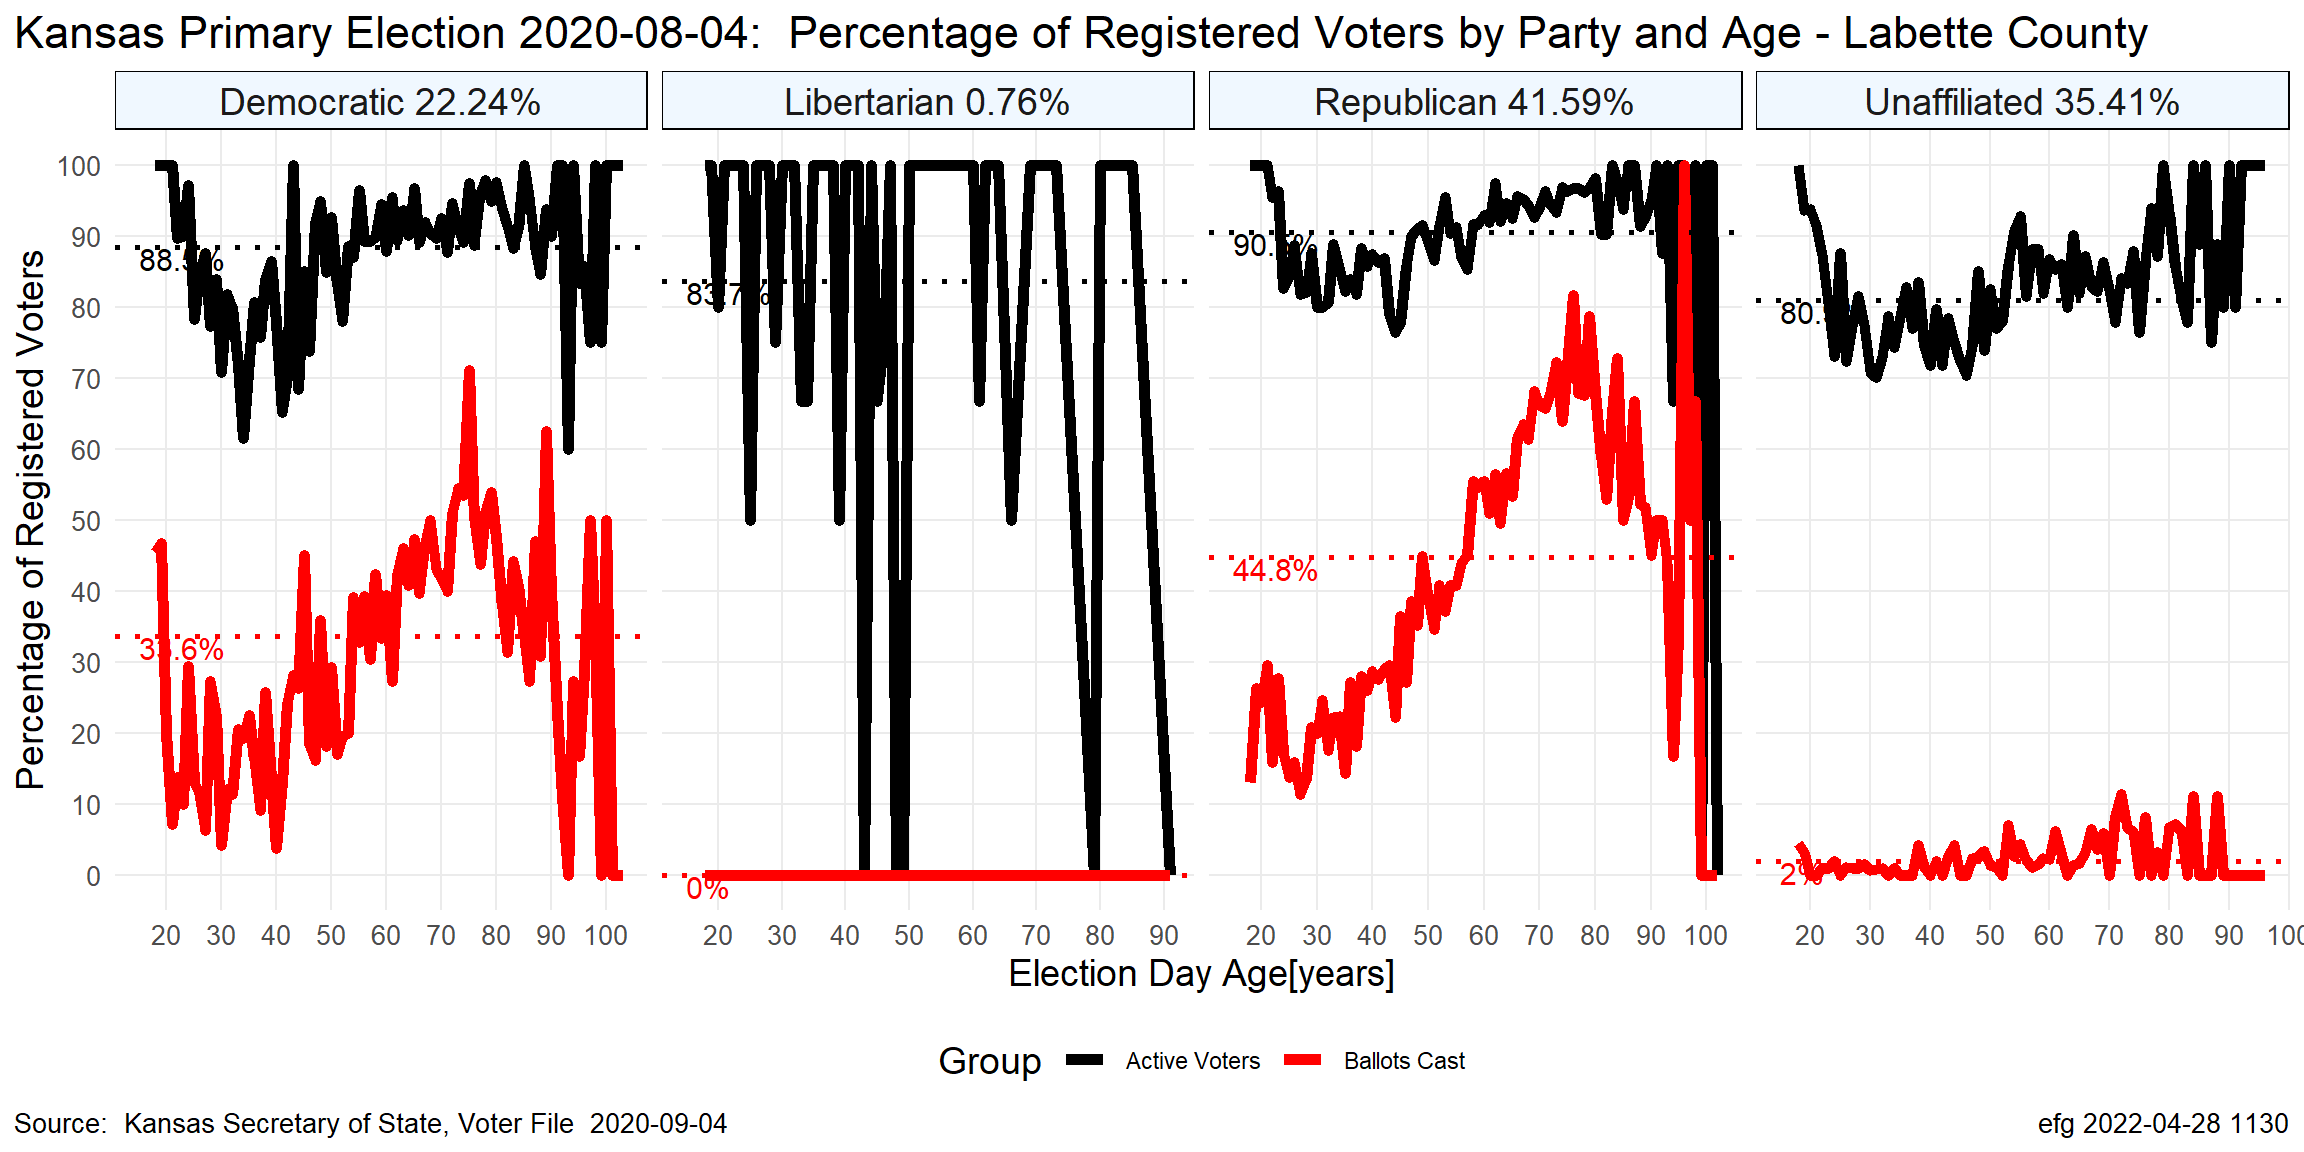 Kansas Primary Election 2020-08-04:  Percentage of Registered Voters by Party and Age - Labette County
Democratic 22.24%
Libertarian 0.76%
Republican 41.59%
Unaffiliated 35.41%
Percentage of Registered Voters
100
90
80
70
60
50
40
30
20
10
0
83.7%
44.8%
0%
2%
20 30 40 50 60 70 80 90 100
20 30 40 50 60 70 80 90
20 30 40 50 60 70 80 90 100
20 30 40 50 60 70 80 90 100
Election Day Age[years]
Group Active Voters Ballots Cast
Source:  Kansas Secretary of State, Voter File  2020-09-04
efg 2022-04-28 1130